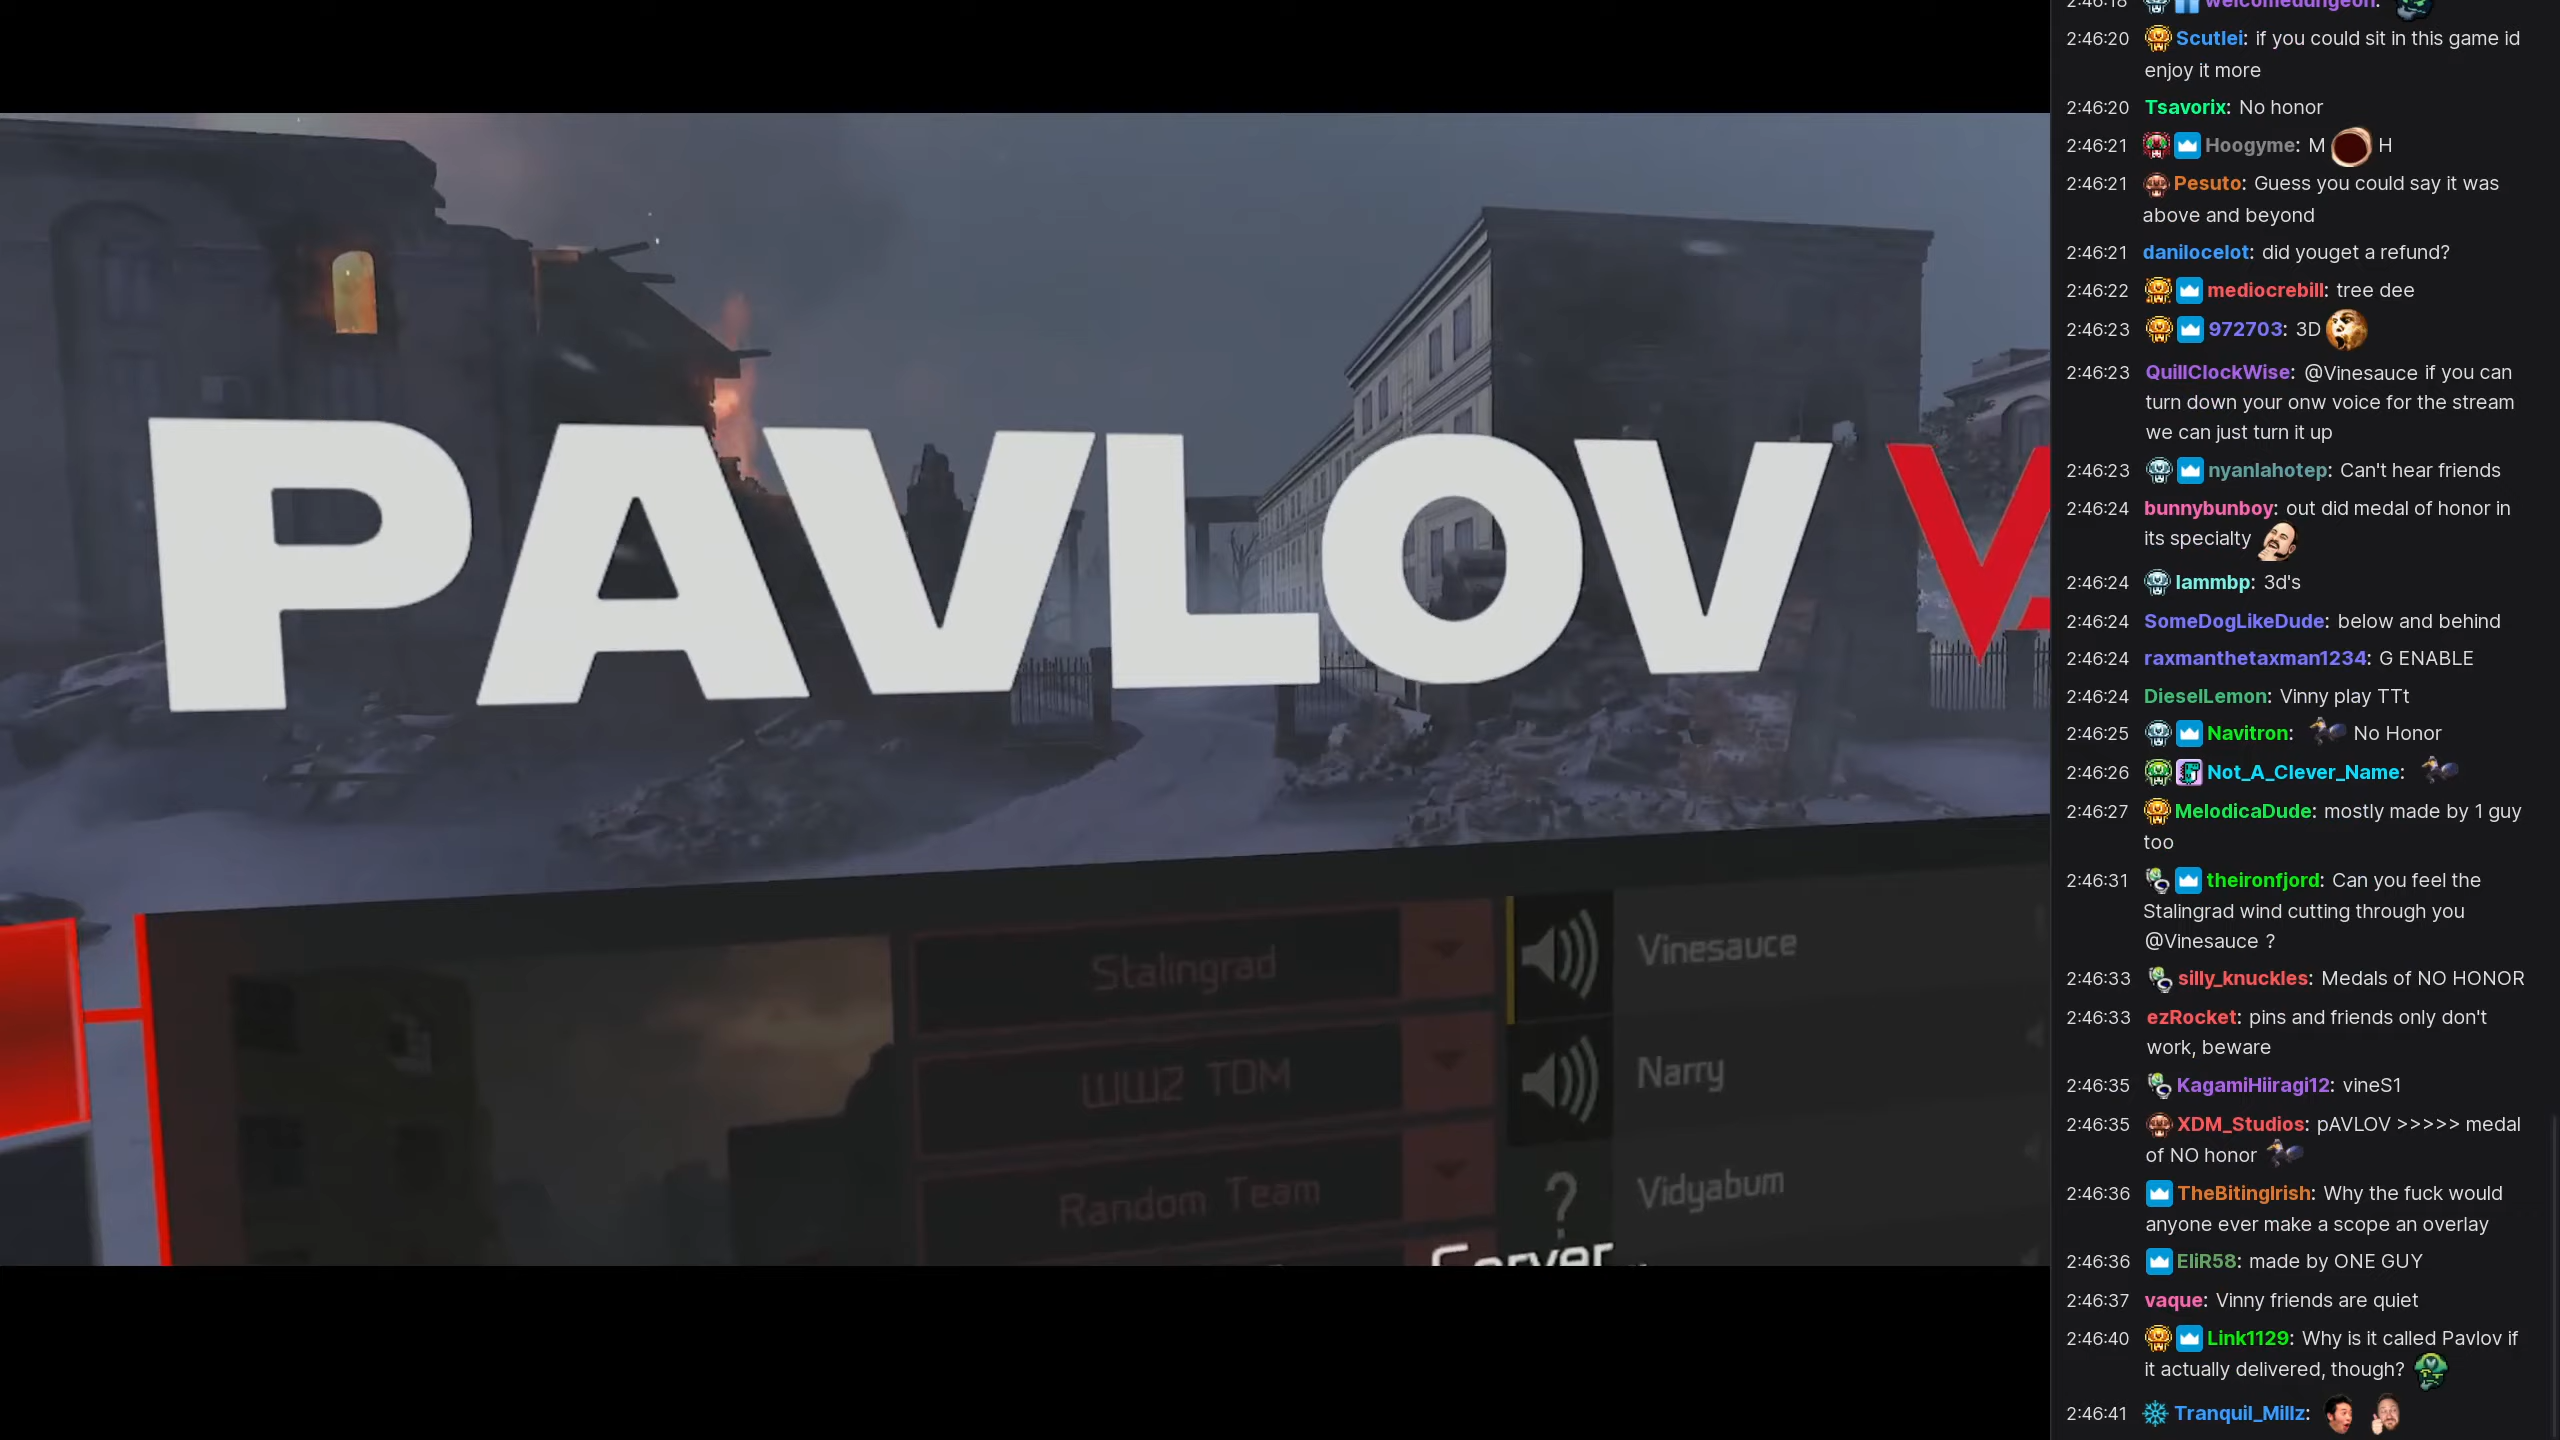 PAVLOV
Stalingrad
WW2 TDM
Random Team
Vinesauce
Narry
?
Vidyabum
Server
2:46:18 welcomedungeon:
2:46:20 Scutlei: if you could sit in this game id
enjoy it more
2:46:20 Tsavorix: No honor
2:46:21 Hoogyme: M H
2:46:21 Pesuto: Guess you could say it was
above and beyond
2:46:21 danilocelot: did youget a refund?
2:46:22 mediocrebill: tree dee
2:46:23 972703: 3D
2:46:23 QuillClockWise: @Vinesauce if you can
turn down your onw voice for the stream
we can just turn it up
2:46:23 nyanlahotep: Can't hear friends
2:46:24 bunnybunboy: out did medal of honor in
its specialty
2:46:24 lammbp: 3d's
2:46:24 SomeDogLikeDude: below and behind
2:46:24 raxmanthetaxman1234: G ENABLE
2:46:24 DieselLemon: Vinny play TTt
2:46:25 Navitron: No Honor
2:46:26 Not_A_Clever_Name:
2:46:27 MelodicaDude: mostly made by 1 guy
too
2:46:31 theironfjord: Can you feel the
Stalingrad wind cutting through you
@Vinesauce ?
2:46:33 silly_knuckles: Medals of NO HONOR
2:46:33 ezRocket: pins and friends only don't
work, beware
2:46:35 KagamiHiiragi12: vineS1
2:46:35 XDM_Studios: pAVLOV >>>>> medal
of NO honor
2:46:36 TheBitingIrish: Why the fuck would
anyone ever make a scope an overlay
2:46:36 EliR58: made by ONE GUY
2:46:37 vaque: Vinny friends are quiet
2:46:40 Link1129: Why is it called Pavlov if
it actually delivered, though?
2:46:41 Tranquil_Millz: